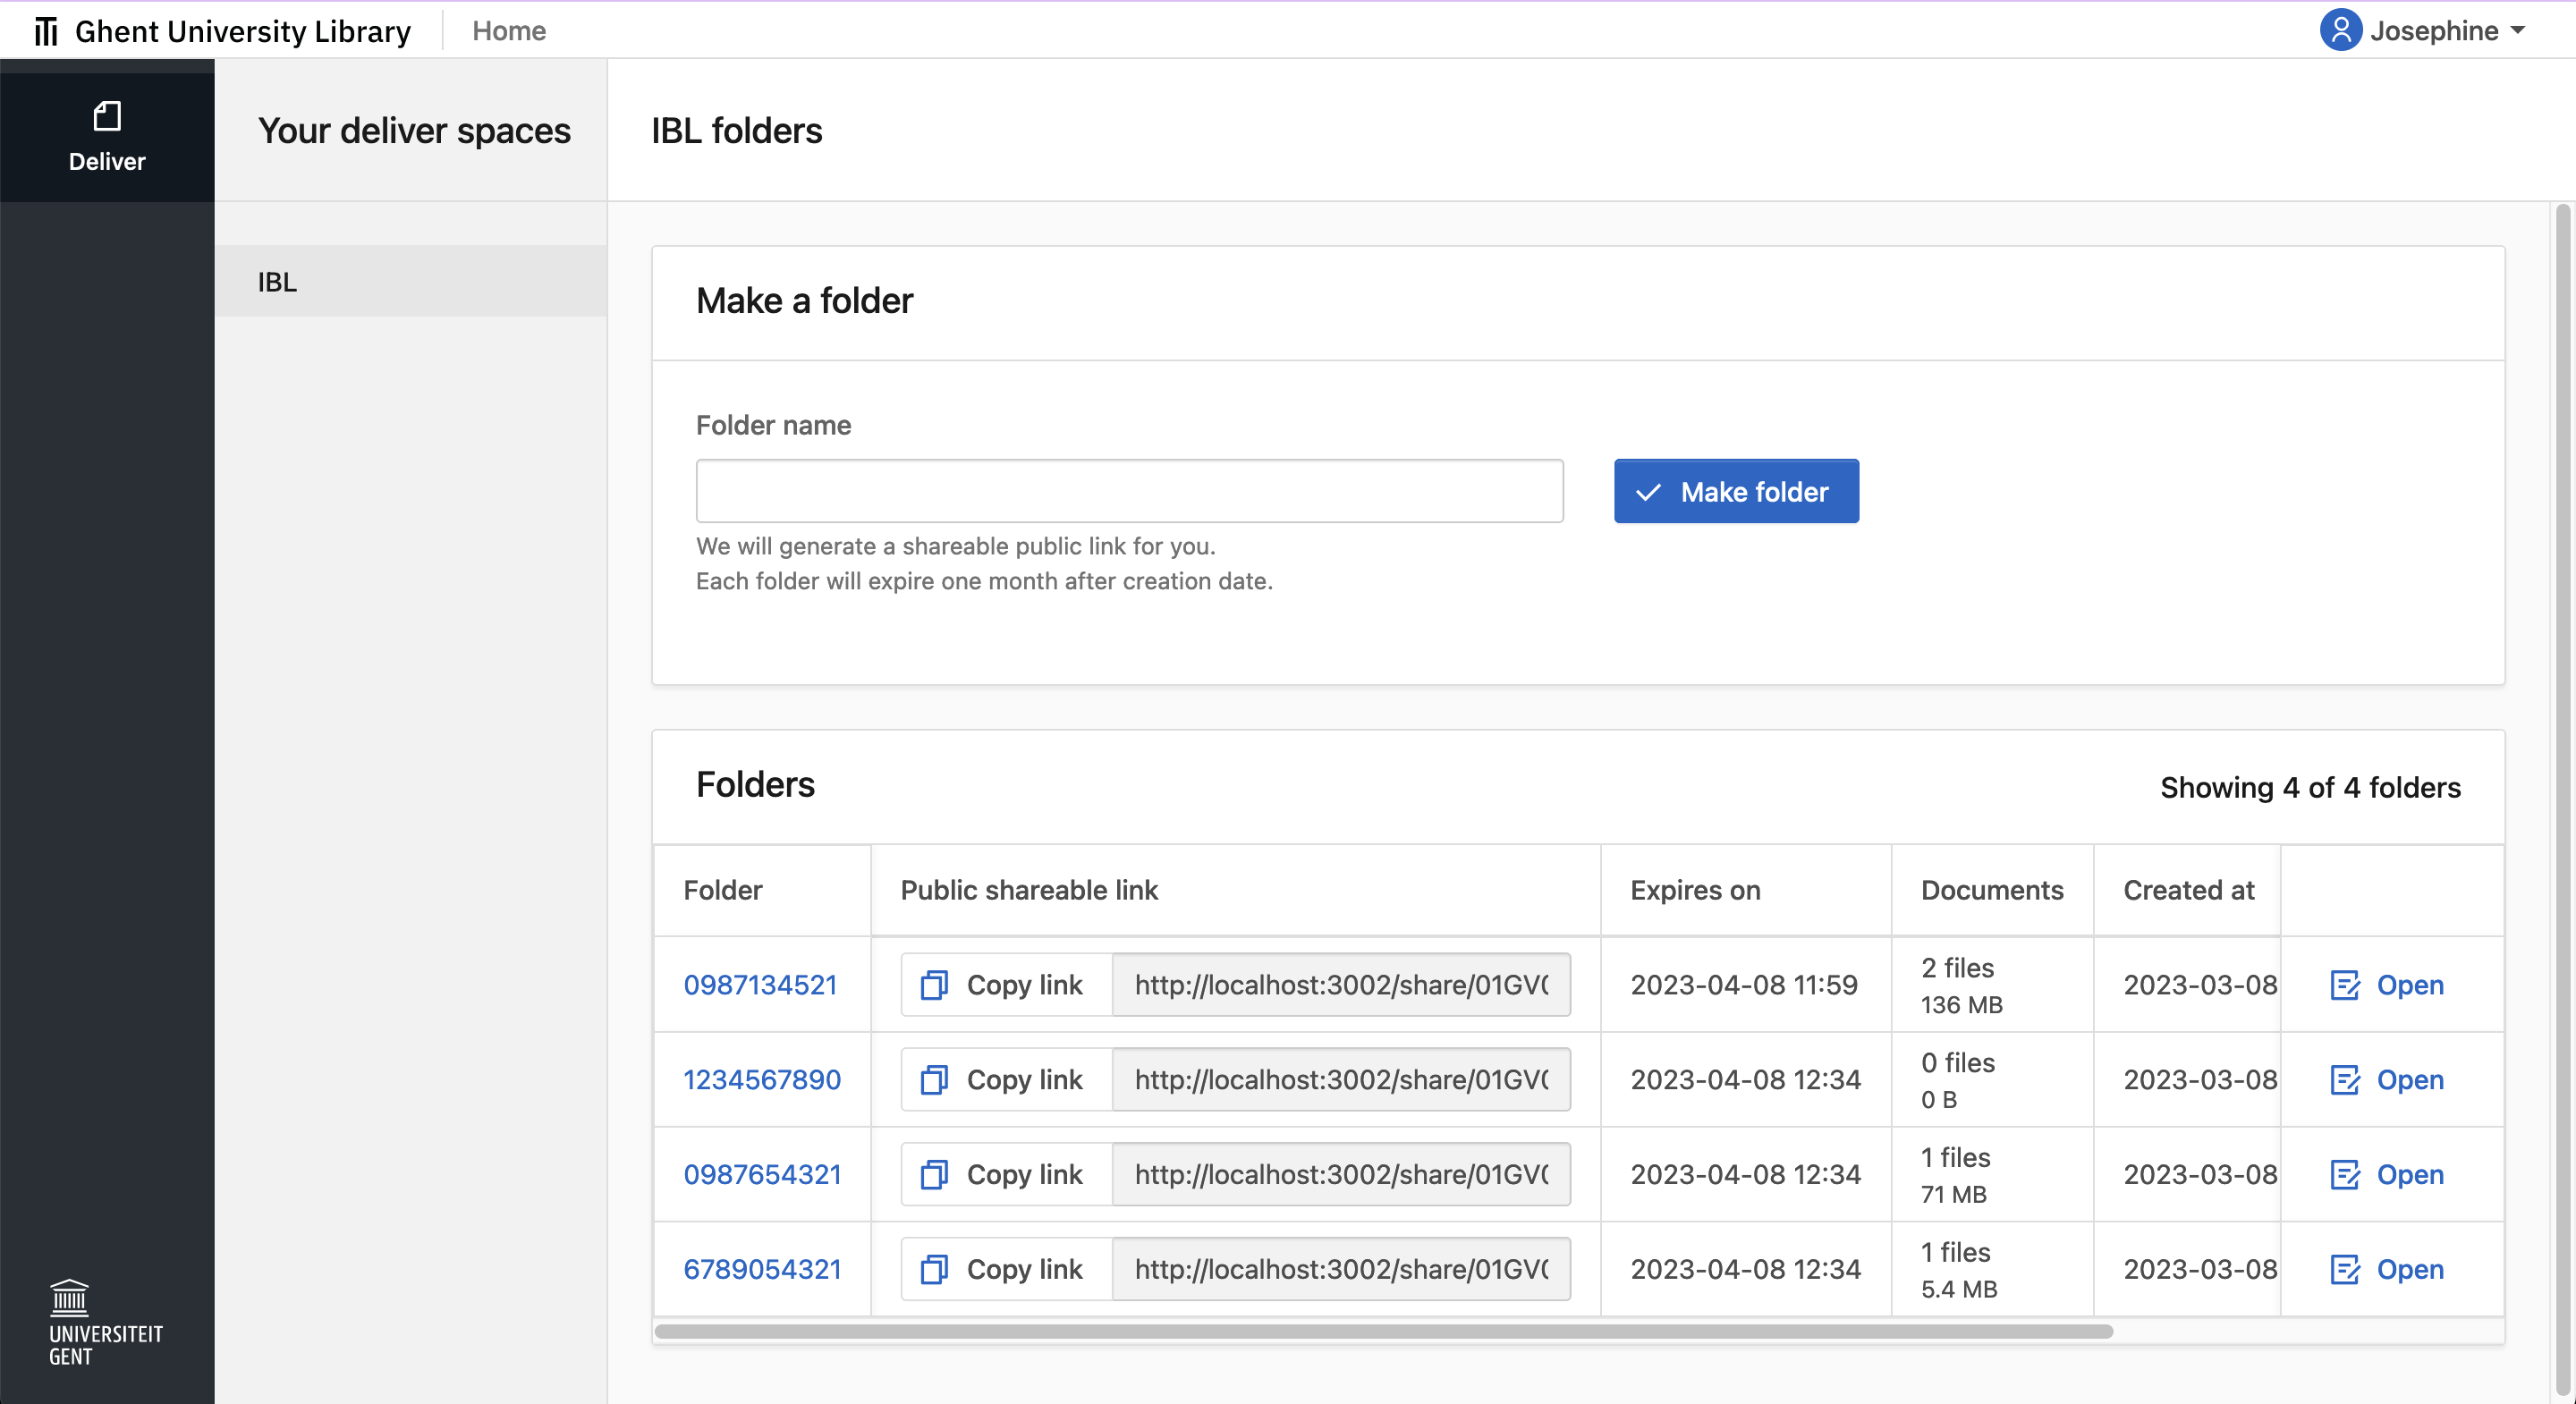 Ghent University Library
Home
Josephine
Deliver
Your deliver spaces
IBL
UNIVERSITEIT
GENT
IBL folders
Make a folder
Folder name
Make folder
We will generate a shareable public link for you.
Each folder will expire one month after creation date.
Folders
Showing 4 of 4 folders
Folder Public shareable link Expires on Documents Created at
0987134521 Copy link http://localhost:3002/share/01GV 2023-04-08 11:59 2 files 136 MB 2023-03-08 Open
1234567890 Copy link http://localhost:3002/share/01GV 2023-04-08 12:34 0 files 0 B 2023-03-08 Open
0987654321 Copy link http://localhost:3002/share/01GV 2023-04-08 12:34 1 files 71 MB 2023-03-08 Open
6789054321 Copy link http://localhost:3002/share/01GV 2023-04-08 12:34 1 files 5.4 MB 2023-03-08 Open